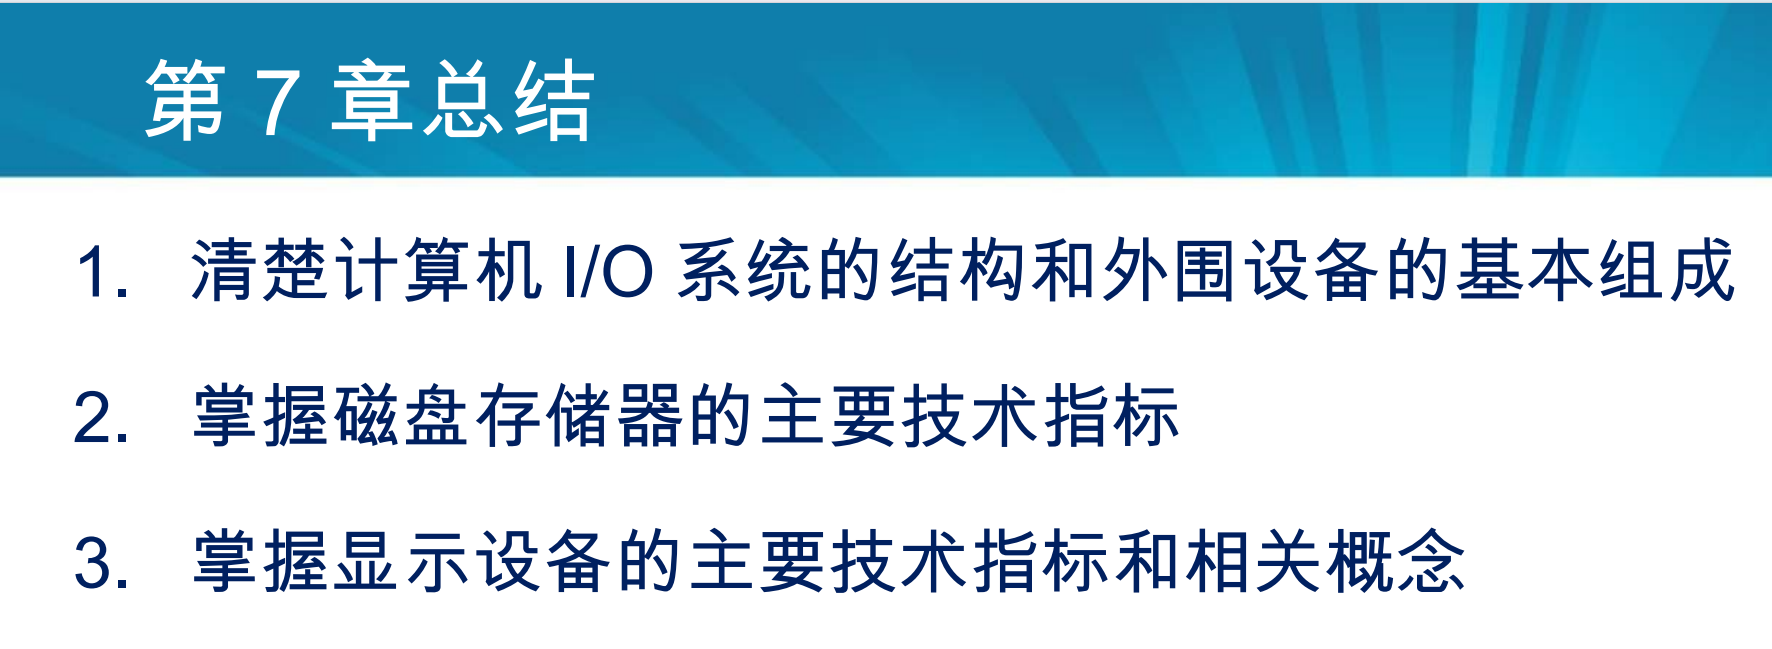 第 7 章总结
1. 清楚计算机 I/O 系统的结构和外围设备的基本组成
2. 掌握磁盘存储器的主要技术指标
3. 掌握显示设备的主要技术指标和相关概念